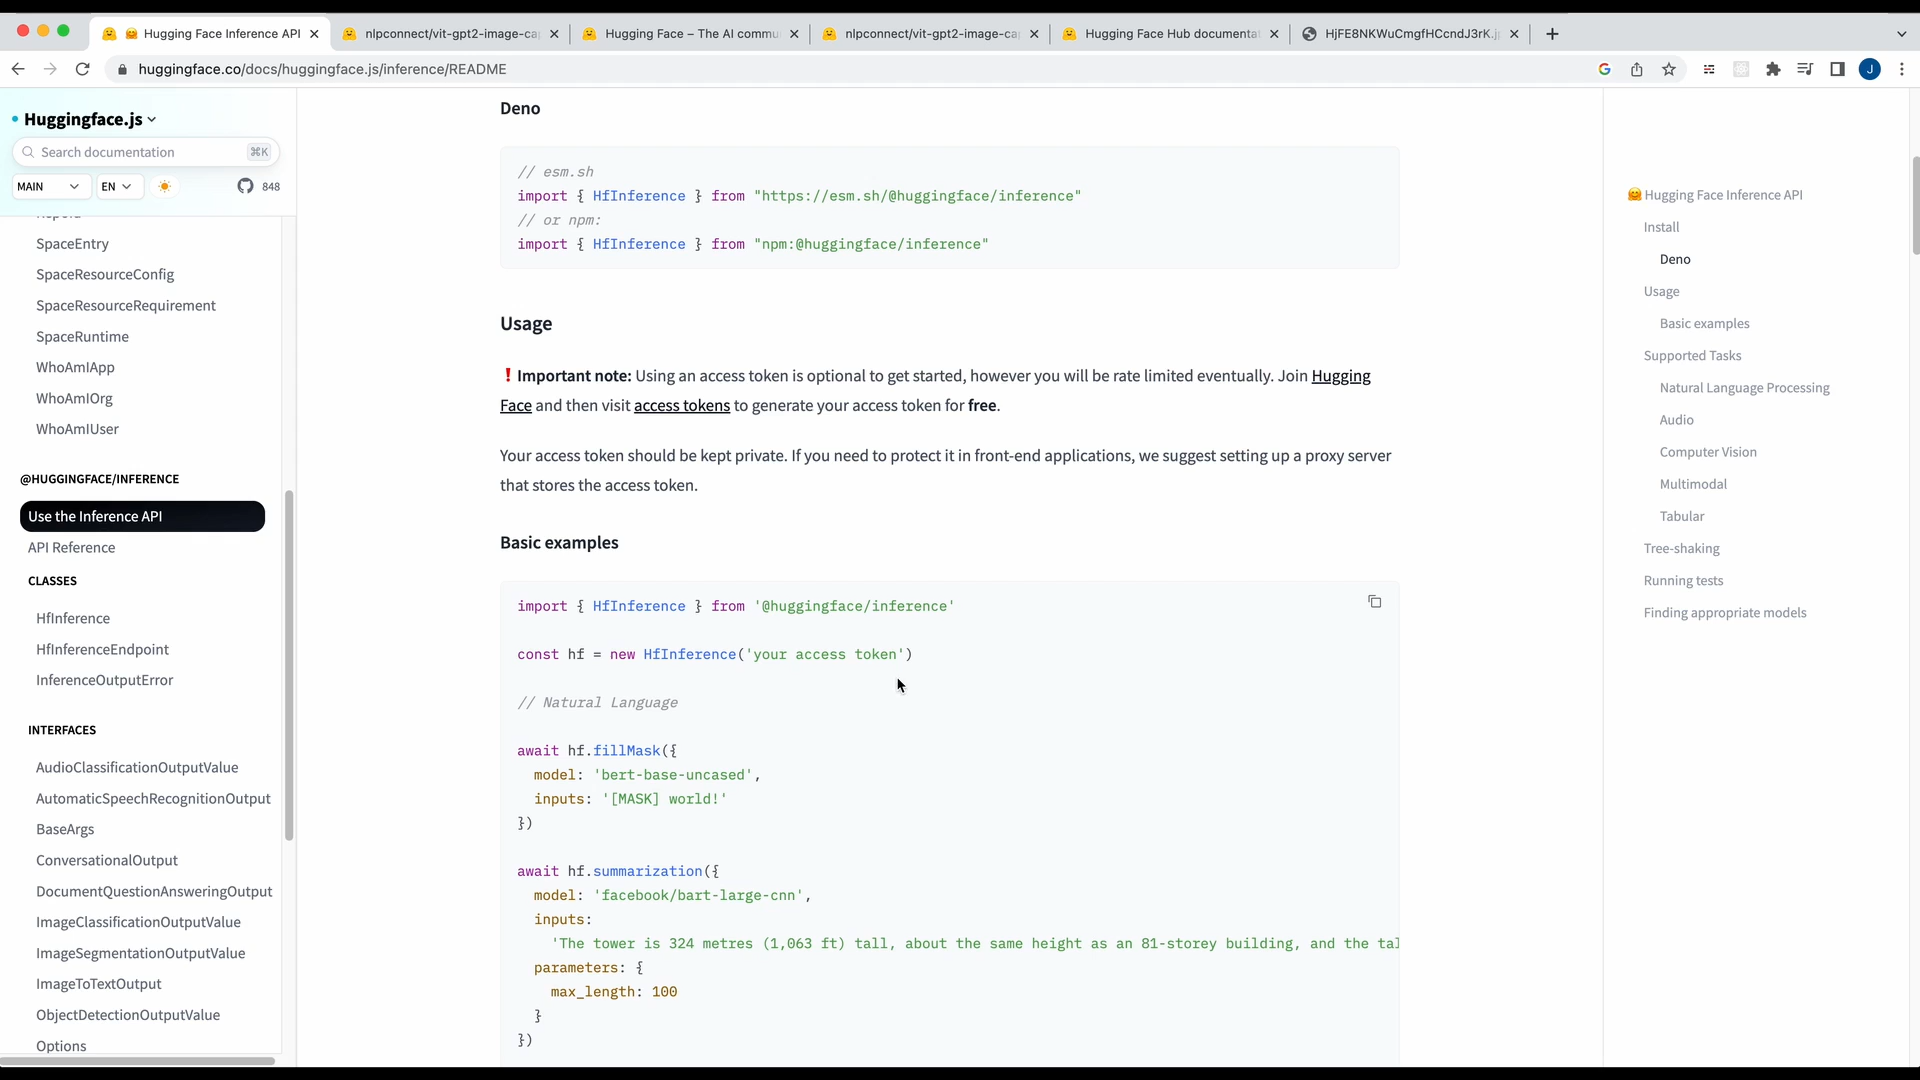 Hugging Face Inference API
nlpconnect/vit-gpt2-image-ca
Hugging Face – The AI commu
nlpconnect/vit-gpt2-image-ca
Hugging Face Hub documenta
HjFE8NKWuCmgfHCcndJ3rK.j
huggingface.co/docs/huggingface.js/inference/README
J
Huggingface.js
Search documentation
⌘K
MAIN
EN
848
SpaceEntry
SpaceResourceConfig
SpaceResourceRequirement
SpaceRuntime
WhoAmIApp
WhoAmIOrg
WhoAmIUser
@HUGGINGFACE/INFERENCE
Use the Inference API
API Reference
CLASSES
HfInference
HfInferenceEndpoint
InferenceOutputError
INTERFACES
AudioClassificationOutputValue
AutomaticSpeechRecognitionOutput
BaseArgs
ConversationalOutput
DocumentQuestionAnsweringOutput
ImageClassificationOutputValue
ImageSegmentationOutputValue
ImageToTextOutput
ObjectDetectionOutputValue
Options
Deno
// esm.sh
import { HfInference } from "https://esm.sh/@huggingface/inference"
// or npm:
import { HfInference } from "npm:@huggingface/inference"
Usage
❗Important note: Using an access token is optional to get started, however you will be rate limited eventually. Join Hugging
Face and then visit access tokens to generate your access token for free.
Your access token should be kept private. If you need to protect it in front-end applications, we suggest setting up a proxy server
that stores the access token.
Basic examples
import { HfInference } from '@huggingface/inference'
const hf = new HfInference('your access token')
// Natural Language
await hf.fillMask({
model: 'bert-base-uncased',
inputs: '[MASK] world!'
})
await hf.summarization({
model: 'facebook/bart-large-cnn',
inputs:
'The tower is 324 metres (1,063 ft) tall, about the same height as an 81-storey building, and the tal
parameters: {
max_length: 100
}
})
🤗 Hugging Face Inference API
Install
Deno
Usage
Basic examples
Supported Tasks
Natural Language Processing
Audio
Computer Vision
Multimodal
Tabular
Tree-shaking
Running tests
Finding appropriate models